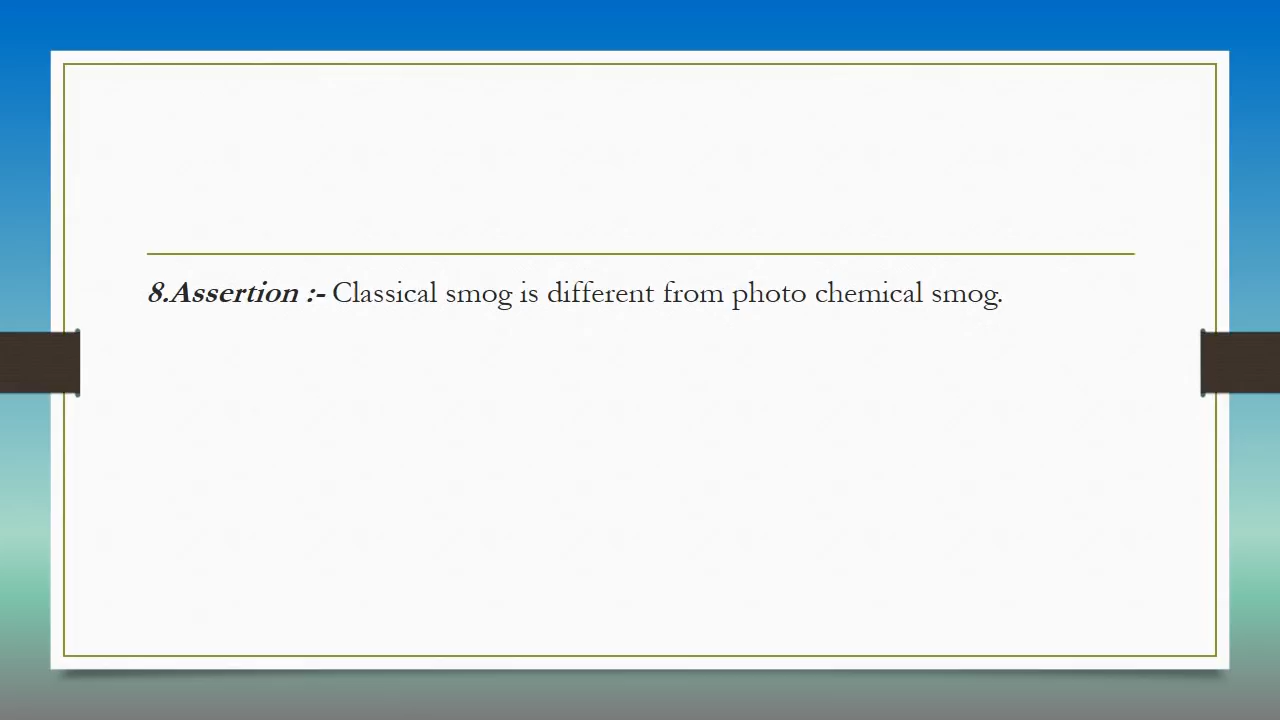 8.Assertion :- Classical smog is different from photo chemical smog.